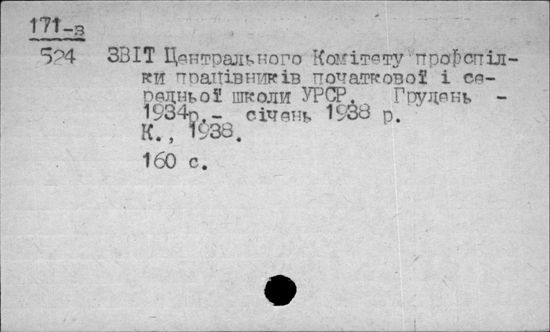 171-в
524 ЗВІТ Центрального Комітету профспіл-
ки працівників початкової і се-
редньої школи УРСР. Грудень -
1934р.- січень 1938 р.
К., 1938.
160 с.